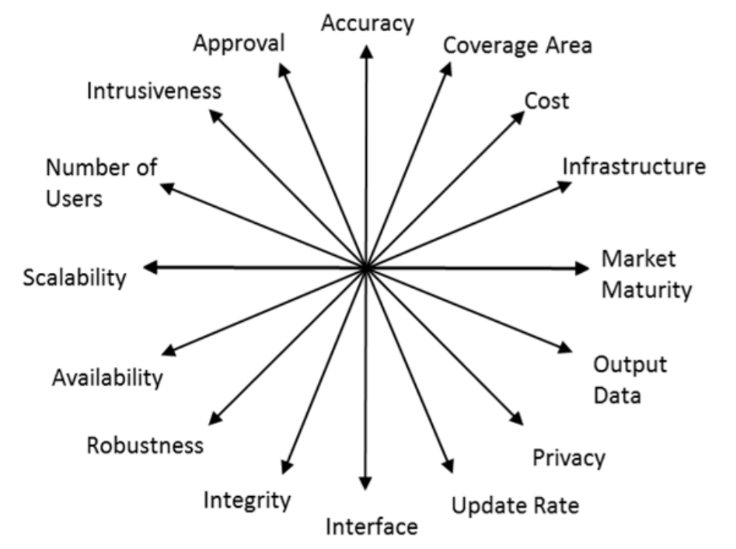 Accuracy
Coverage Area
Cost
Infrastructure
Market
Maturity
Output
Data
Privacy
Update Rate
Interface
Integrity
Robustness
Availability
Scalability
Number of
Users
Intrusiveness
Approval